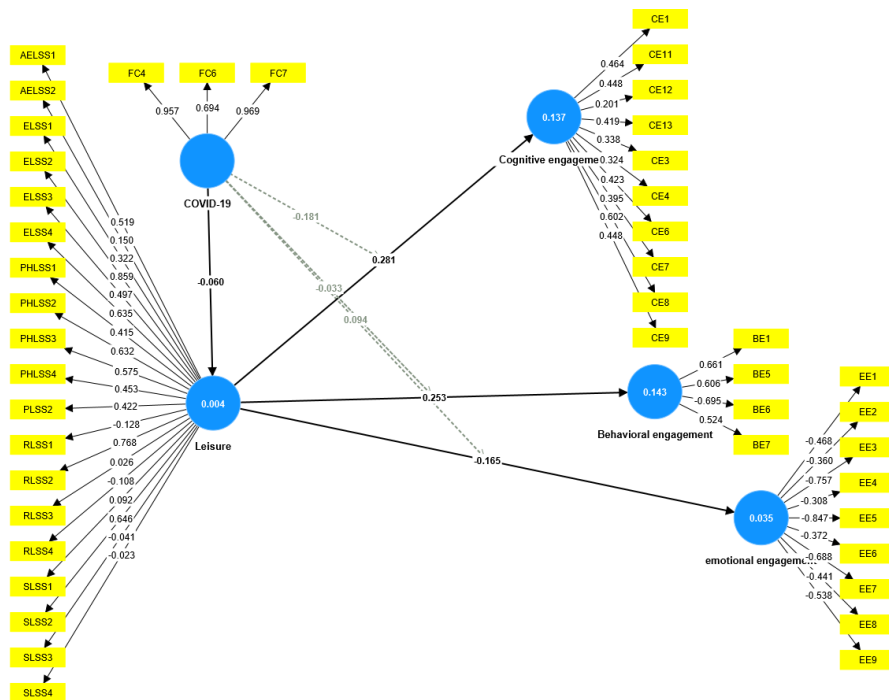 CE1
AELSS1
CE11
FC4
FC6
FC7
AELSS2
CE12
0.464
0.448
0.957
0.694
0.969
0.201
0.137
0.419
ELSS1
CE13
0.338
0.324
ELSS2
Cognitive engageme
CE3
0.423
0.395
ELSS3
COVID-19
CE4
0.602
0.448
-0.181
0.519
0.150
ELSS4
CE6
0.322
0.281
PHLSS1
0.859
CE7
-0.060
-0.033
0.497
PHLSS2
0.635
CE8
0.094
0.415
PHLSS3
0.632
CE9
BE1
0.575
0.661
PHLSS4
0.453
BE5
EE1
0.606
0.143
0.253
PLSS2
0.422
0.004
-0.695
BE6
EE2
-0.128
0.524
RLSS1
Leisure
0.768
Behavioral engagement
BE7
-0.468
EE3
-0.360
0.026
-0.165
RLSS2
-0.108
-0.757
EE4
0.092
-0.308
RLSS3
0.646
0.035
-0.847
EE5
-0.041
-0.372
RLSS4
-0.023
EE6
emotional engagement
-0.688
SLSS1
-0.441
EE7
-0.538
SLSS2
EE8
SLSS3
EE9
SLSS4